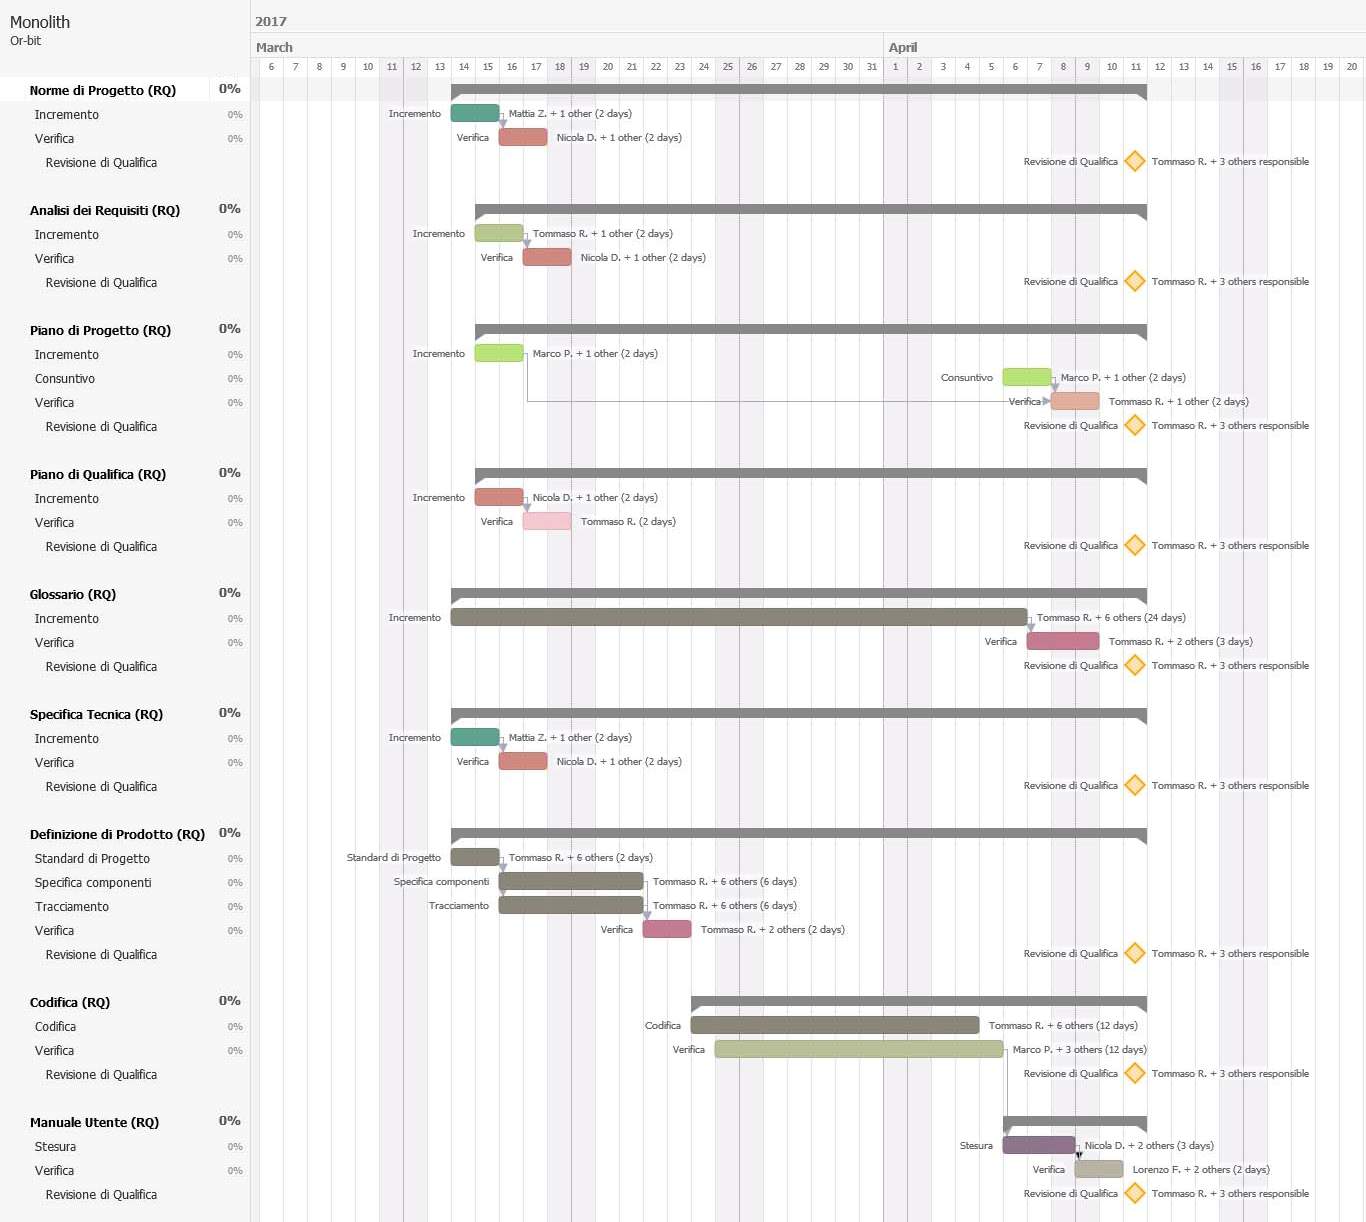 Monolith
Or-bit
2017
March April
6 7 8 9 10 11 12 13 14 15 16 17 18 19 20 21 22 23 24 25 26 27 28 29 30 31 1 2 3 4 5 6 7 8 9 10 11 12 13 14 15 16 17 18 19 20
Norme di Progetto (RQ) 0%
Incremento 0% Incremento Mattia Z. + 1 other (2 days)
Verifica 0% Verifica Nicola D. + 1 other (2 days)
Revisione di Qualifica Revisione di Qualifica Tommaso R. + 3 others responsible
Analisi dei Requisiti (RQ) 0%
Incremento 0% Incremento Tommaso R. + 1 other (2 days)
Verifica 0% Verifica Nicola D. + 1 other (2 days)
Revisione di Qualifica Revisione di Qualifica Tommaso R. + 3 others responsible
Piano di Progetto (RQ) 0%
Incremento 0% Incremento Marco P. + 1 other (2 days)
Consuntivo 0% Consuntivo Marco P. + 1 other (2 days)
Verifica 0% Verifica Tommaso R. + 1 other (2 days)
Revisione di Qualifica Revisione di Qualifica Tommaso R. + 3 others responsible
Piano di Qualifica (RQ) 0%
Incremento 0% Incremento Nicola D. + 1 other (2 days)
Verifica 0% Verifica Tommaso R. (2 days)
Revisione di Qualifica Revisione di Qualifica Tommaso R. + 3 others responsible
Glossario (RQ) 0%
Incremento 0% Incremento Tommaso R. + 6 others (24 days)
Verifica 0% Verifica Tommaso R. + 2 others (3 days)
Revisione di Qualifica Revisione di Qualifica Tommaso R. + 3 others responsible
Specifica Tecnica (RQ) 0%
Incremento 0% Incremento Mattia Z. + 1 other (2 days)
Verifica 0% Verifica Nicola D. + 1 other (2 days)
Revisione di Qualifica Revisione di Qualifica Tommaso R. + 3 others responsible
Definizione di Prodotto (RQ) 0%
Standard di Progetto 0% Standard di Progetto Tommaso R. + 6 others (2 days)
Specifica componenti 0% Specifica componenti Tommaso R. + 6 others (6 days)
Tracciamento 0% Tracciamento Tommaso R. + 6 others (6 days)
Verifica 0% Verifica Tommaso R. + 2 others (2 days)
Revisione di Qualifica Revisione di Qualifica Tommaso R. + 3 others responsible
Codifica (RQ) 0%
Codifica 0% Codifica Tommaso R. + 6 others (12 days)
Verifica 0% Verifica Marco P. + 3 others (12 days)
Revisione di Qualifica Revisione di Qualifica Tommaso R. + 3 others responsible
Manuale Utente (RQ) 0%
Stesura 0% Stesura Nicola D. + 2 others (3 days)
Verifica 0% Verifica Lorenzo F. + 2 others (2 days)
Revisione di Qualifica Revisione di Qualifica Tommaso R. + 3 others responsible